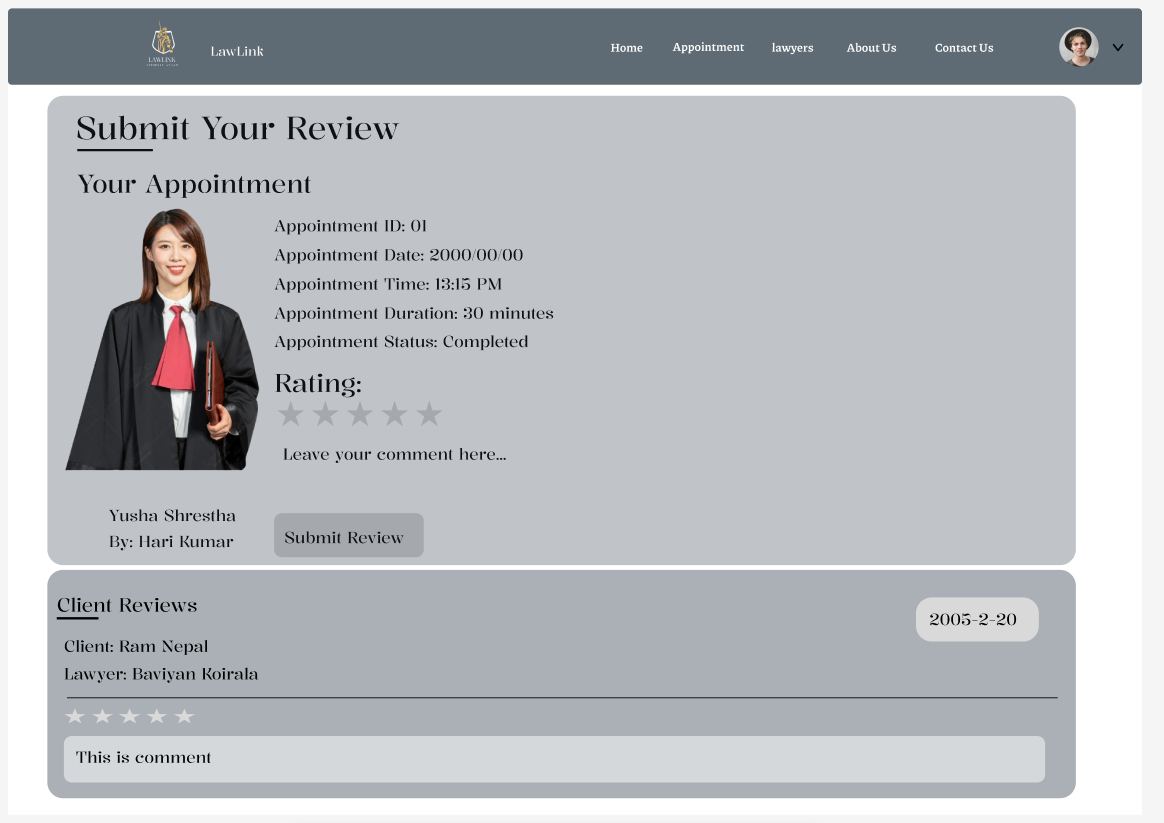 LAWLINK
LawLink
Home
Appointment
lawyers
About Us
Contact Us
Submit Your Review
Your Appointment
Appointment ID: 01
Appointment Date: 2000/00/00
Appointment Time: 13:15 PM
Appointment Duration: 30 minutes
Appointment Status: Completed
Rating:
Leave your comment here...
Yusha Shrestha
By: Hari Kumar
Submit Review
Client Reviews
2005-2-20
Client: Ram Nepal
Lawyer: Baviyan Koirala
This is comment